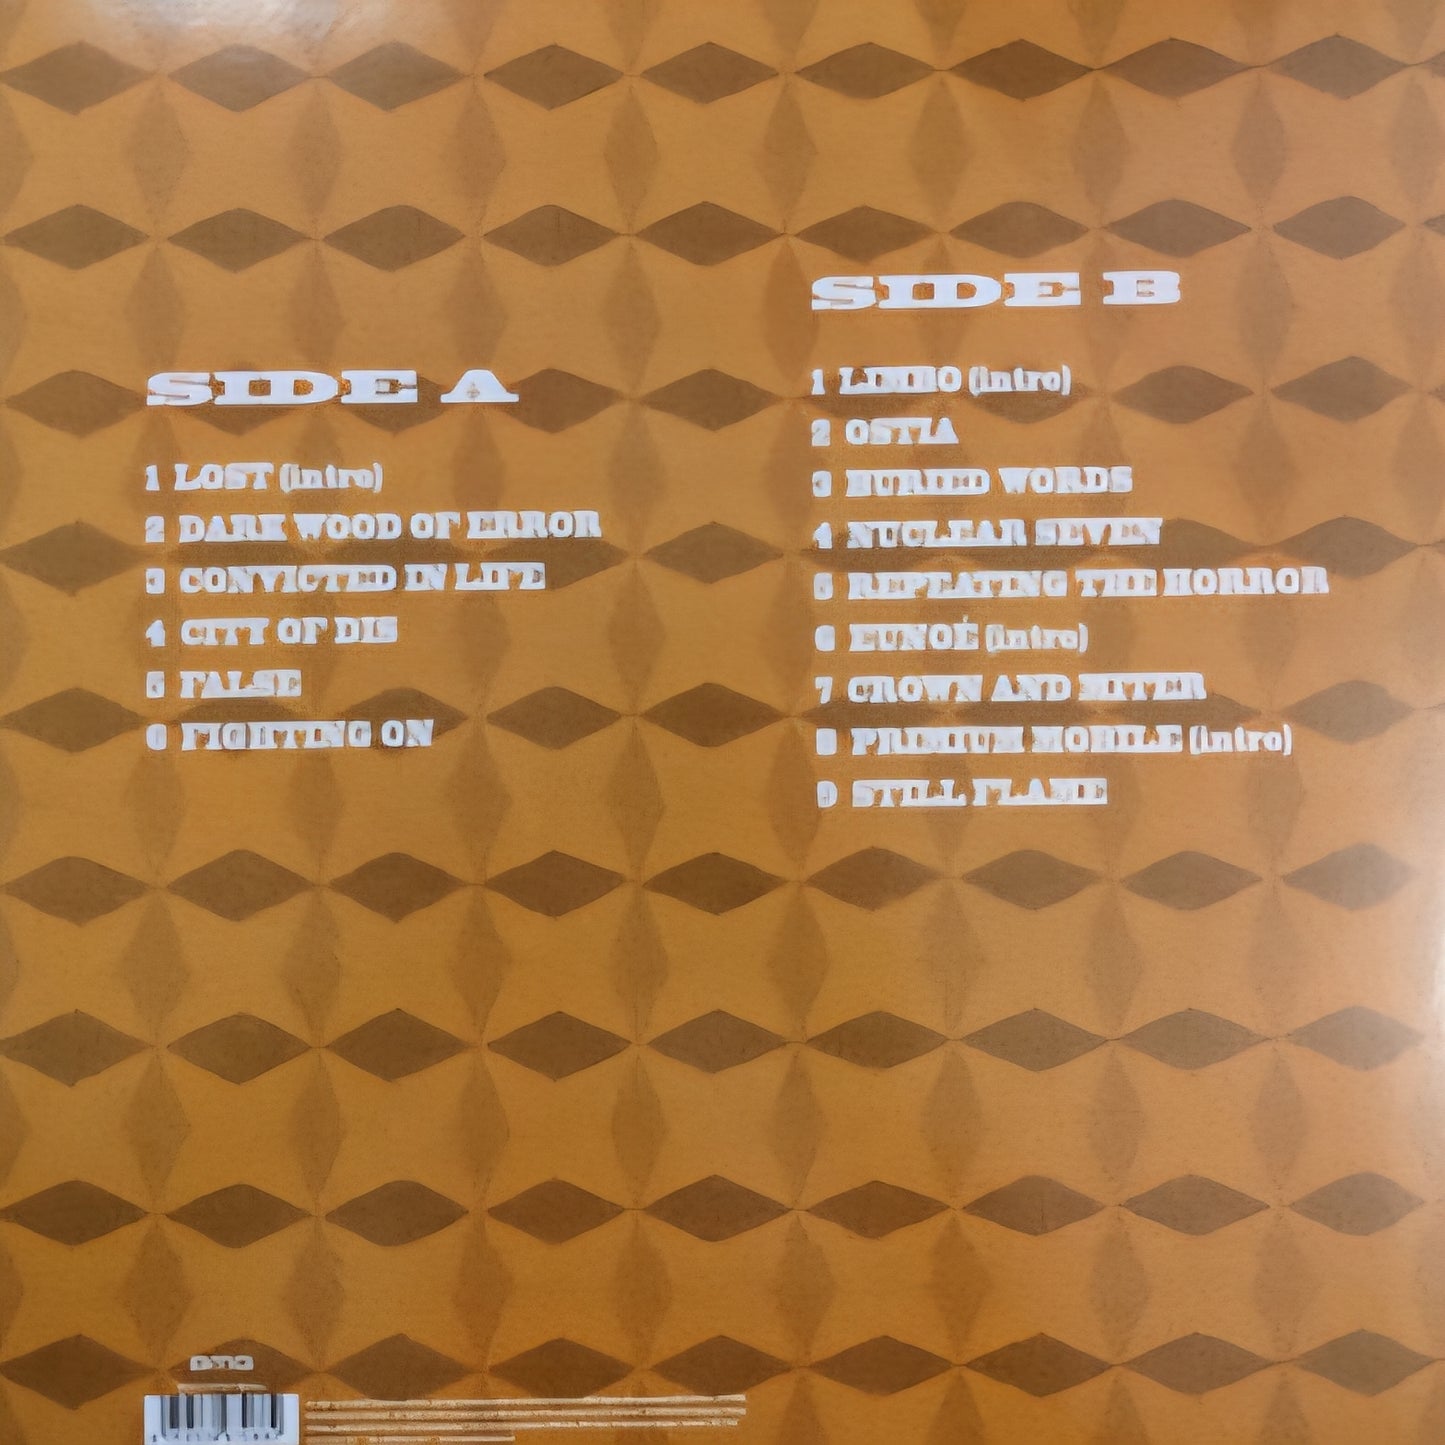 SIDE A
1 LOST (intro)
2 DARK WOOD OF ERROR
3 CONVICTED IN LIFE
4 CITY OF DIS
5 FALSE
6 FIGHTING ON
SIDE B
1 LIMBO (intro)
2 OSTIA
3 BURIED WORDS
4 NUCLEAR SEVEN
5 REPEATING THE HORROR
6 EUNOÉ (intro)
7 CROWN AND MITER
8 PRIMUM MOBILE (intro)
9 STILL FLAME